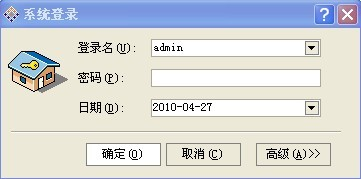 系统登录
登录名(U): admin
密码(P):
日期(D): 2010-04-27
确定(O) 取消(C) 高级(A)>>